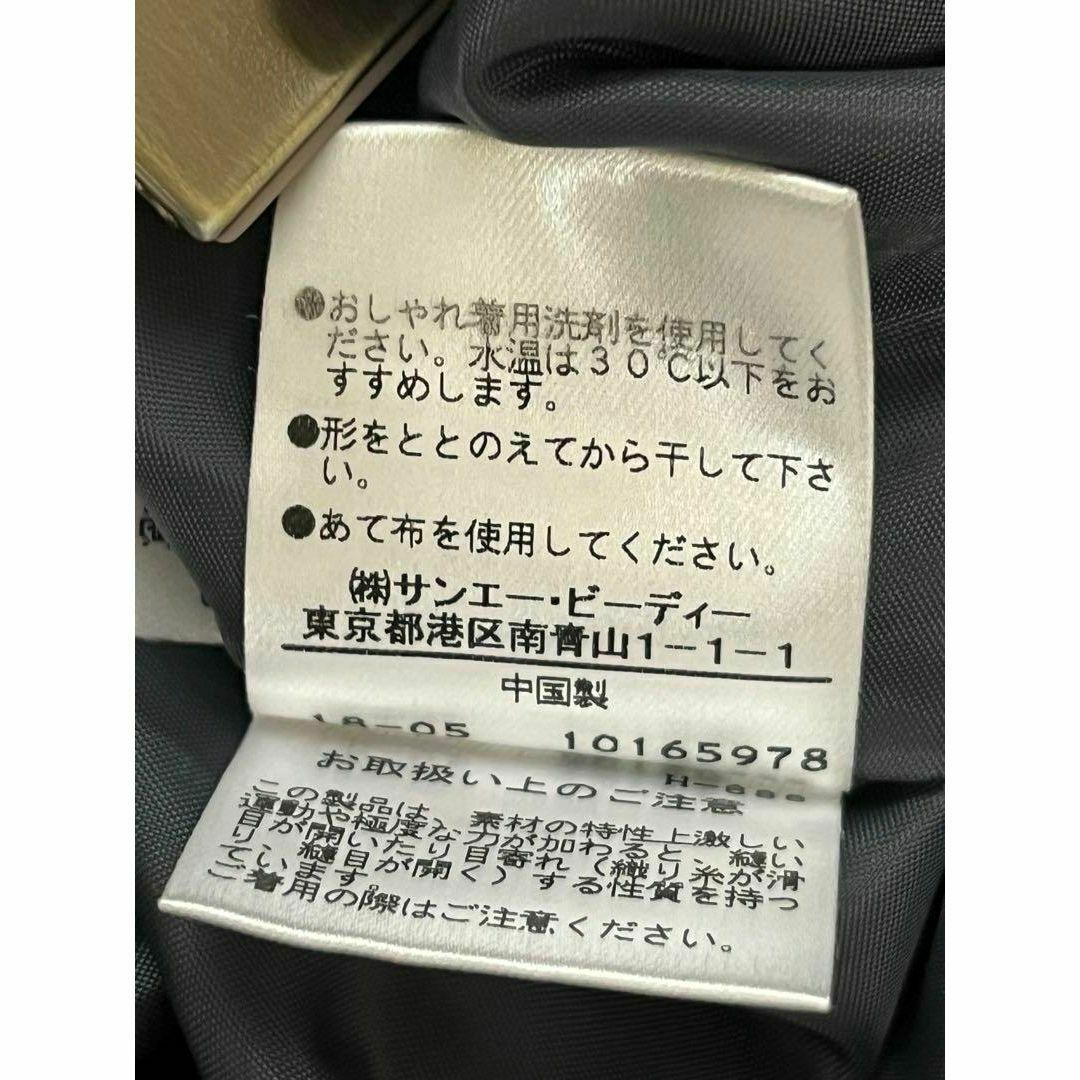 ●おしゃれ着用洗剤を使用してく
ださい。水温は30℃以下をお
すすめします。
●形をととのえてから干して下さ
い。
●あて布を使用してください。
(株)サンエー・ビーディー
東京都港区南青山1-1-1
中国製
18-05 10165978
お取扱い上のご注意
この製品は、素材の特性上激しい
運動や極度な力が加わると、縫い
目が開いたり目寄れ(織り糸が滑
り、縫目が開く)する性質を持つ
ています。
ご着用の際はご注意ください。